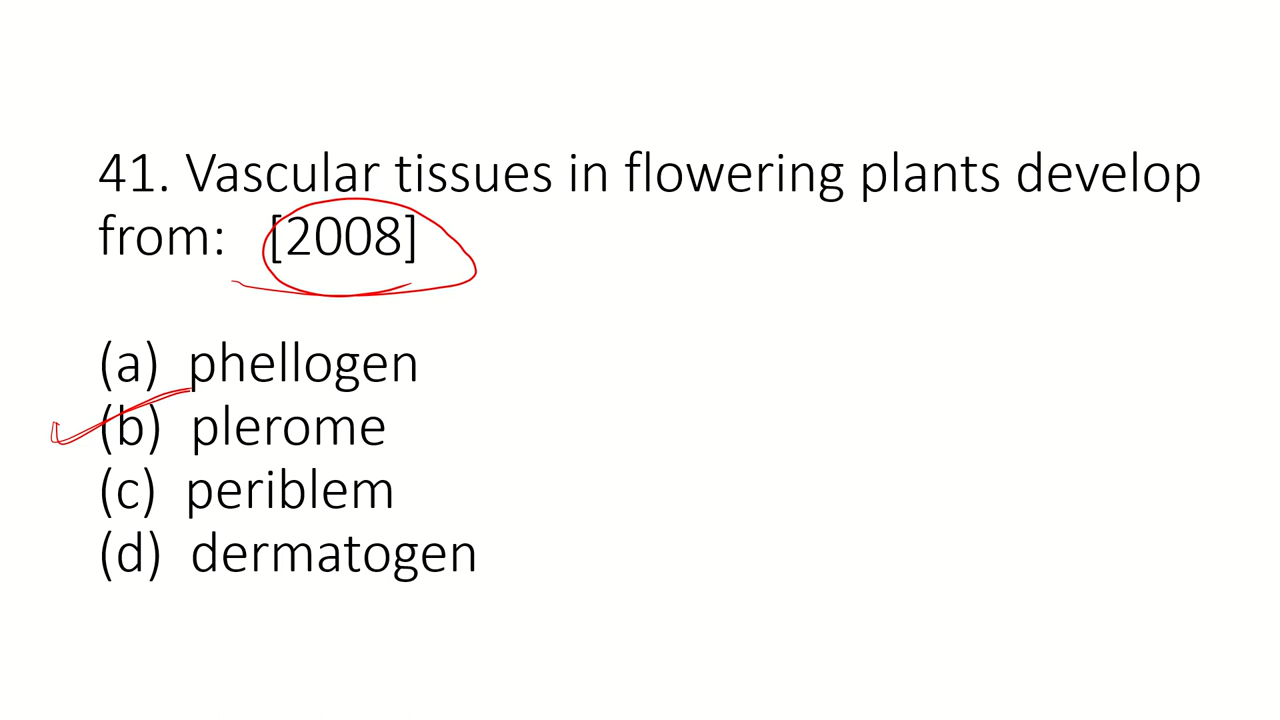 41. Vascular tissues in flowering plants develop
from: [2008]
(a) phellogen
(b) plerome
(c) periblem
(d) dermatogen